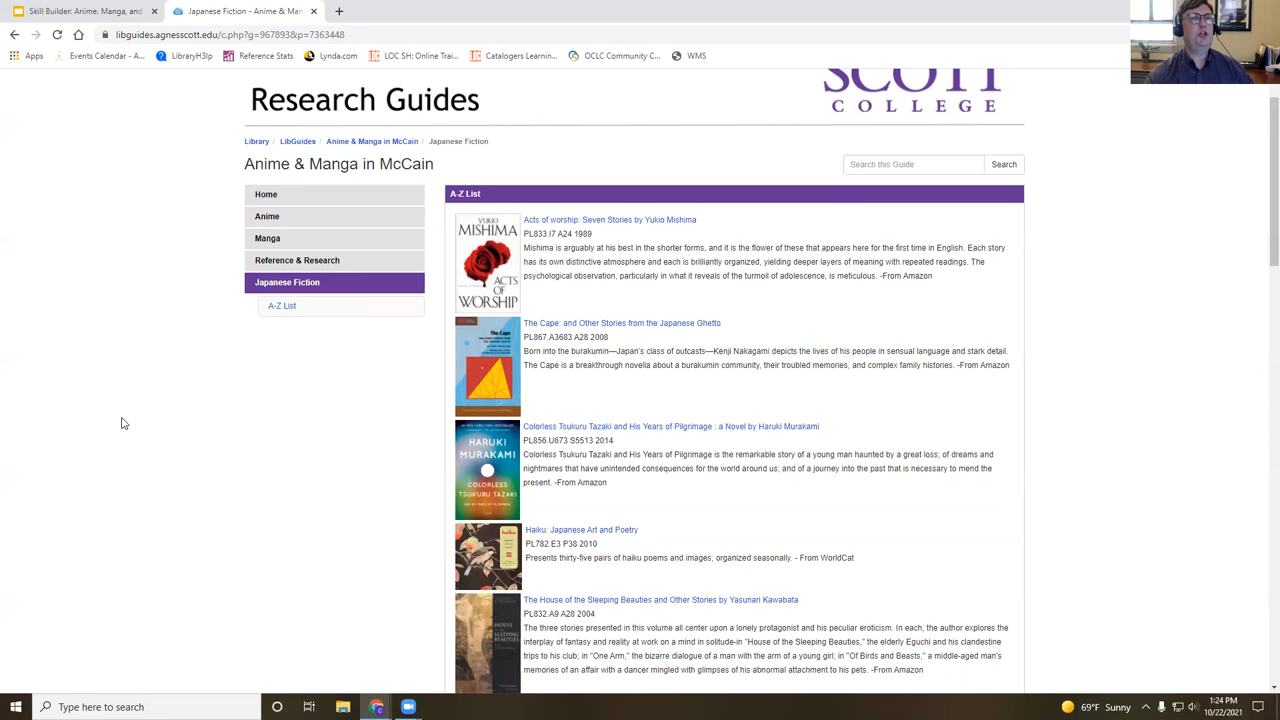 Skill Builder: Anime, Manga, and
Japanese Fiction - Anime & Man
libguides.agnesscott.edu/c.php?g=967893&p=7363448
Apps
Events Calendar - A...
LibraryH3lp
Reference Stats
Lynda.com
LOC SH: Online Trai...
Catalogers Learnin...
OCLC Community C...
WMS
Research Guides
SCOTT
COLLEGE
Library / LibGuides / Anime & Manga in McCain / Japanese Fiction
Anime & Manga in McCain
Search this Guide
Search
Home
Anime
Manga
Reference & Research
Japanese Fiction
A-Z List
A-Z List
YUKIO
MISHIMA
ACTS
OF
WORSHIP
Acts of worship: Seven Stories by Yukio Mishima
PL833.I7 A24 1989
Mishima is arguably at his best in the shorter forms, and it is the flower of these that appears here for the first time in English. Each story
has its own distinctive atmosphere and each is brilliantly organized, yielding deeper layers of meaning with repeated readings. The
psychological observation, particularly in what it reveals of the turmoil of adolescence, is meticulous. -From Amazon
The Cape
The Cape: and Other Stories from the Japanese Ghetto
PL867.A3683 A28 2008
Born into the burakumin—Japan's class of outcasts—Kenji Nakagami depicts the lives of his people in sensual language and stark detail.
The Cape is a breakthrough novella about a burakumin community, their troubled memories, and complex family histories. -From Amazon
HARUKI
MURAKAMI
COLORLESS
TSUKURU TAZAKI
Colorless Tsukuru Tazaki and His Years of Pilgrimage : a Novel by Haruki Murakami
PL856.U673 S5513 2014
Colorless Tsukuru Tazaki and His Years of Pilgrimage is the remarkable story of a young man haunted by a great loss; of dreams and
nightmares that have unintended consequences for the world around us; and of a journey into the past that is necessary to mend the
present. -From Amazon
haiku
Haiku: Japanese Art and Poetry
PL782.E3 P38 2010
Presents thirty-five pairs of haiku poems and images, organized seasonally. - From WorldCat
HOUSE
SLEEPING
BEAUTIES
The House of the Sleeping Beauties and Other Stories by Yasunari Kawabata
PL832.A9 A28 2004
The three stories presented in this volume all center upon a lonely protagonist and his peculiar eroticism. In each, the author explores the
interplay of fantasy and reality at work on a mind in solitude-in "House of the Sleeping Beauties," the elderly Eguchi and his clandestine
trips to his club; in "One Arm," the bizarre dialogue of a man with the arm of a young girl; in "Of Birds and Beasts," a middle-aged man's
memories of an affair with a dancer mingled with glimpses of his abnormal attachment to his pets. -From Amazon
Type here to search
69°F Sunny
1:24 PM
10/22/2021